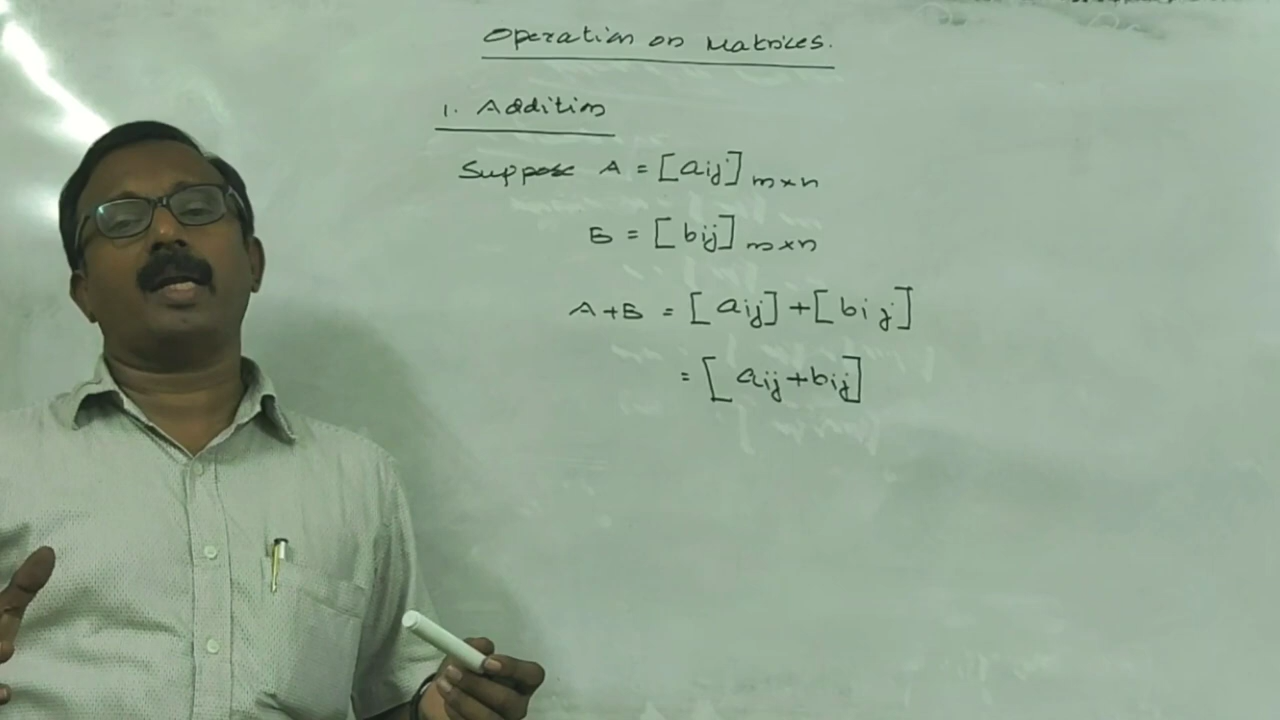 Operation on Matrices.
1. Addition
Suppose A = [aij] m×n
B = [bij] m×n
A+B = [aij] + [bij]
= [aij+bij]